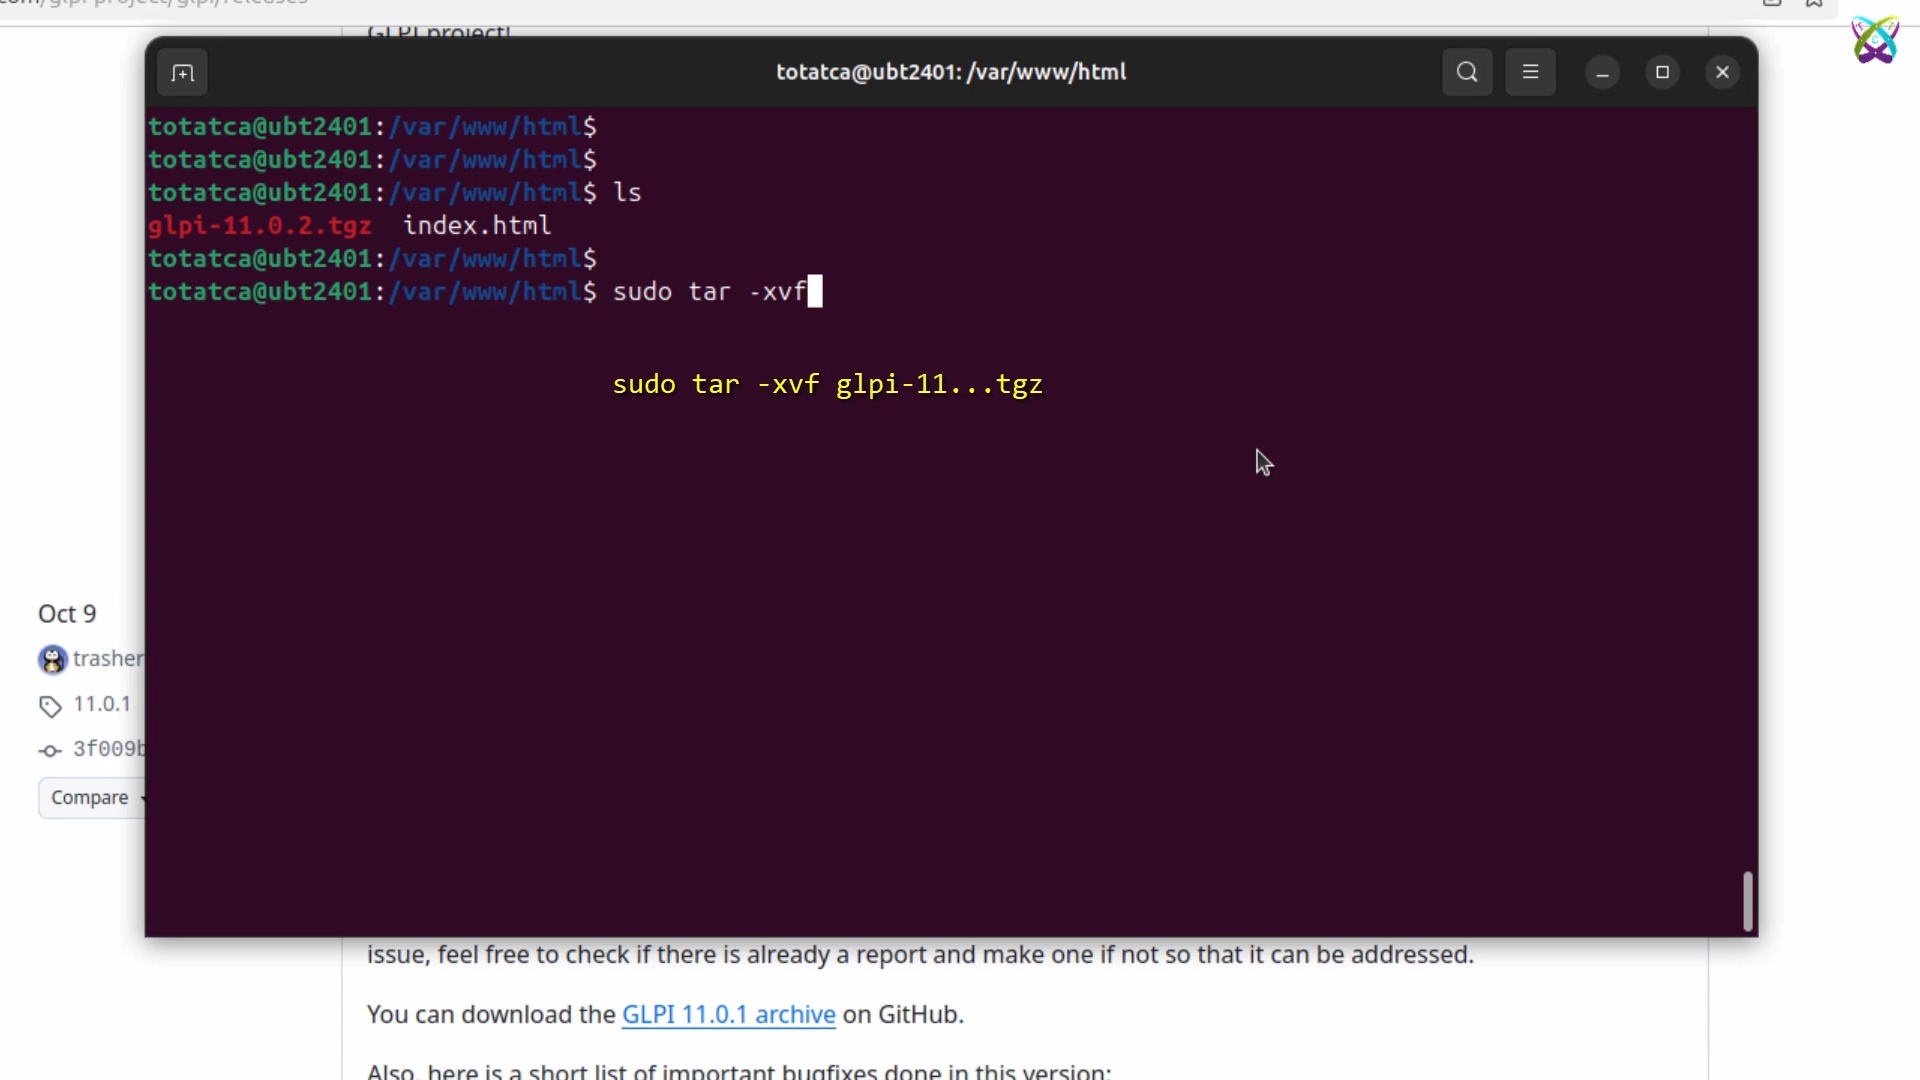 GLPI project!
totatca@ubt2401: /var/www/html
totatca@ubt2401:/var/www/html$
totatca@ubt2401:/var/www/html$
totatca@ubt2401:/var/www/html$ ls
glpi-11.0.2.tgz  index.html
totatca@ubt2401:/var/www/html$
totatca@ubt2401:/var/www/html$ sudo tar -xvf
sudo tar -xvf glpi-11...tgz
Oct 9
trasher
11.0.1
3f009b
Compare
issue, feel free to check if there is already a report and make one if not so that it can be addressed.
You can download the GLPI 11.0.1 archive on GitHub.
Also, here is a short list of important bugfixes done in this version: